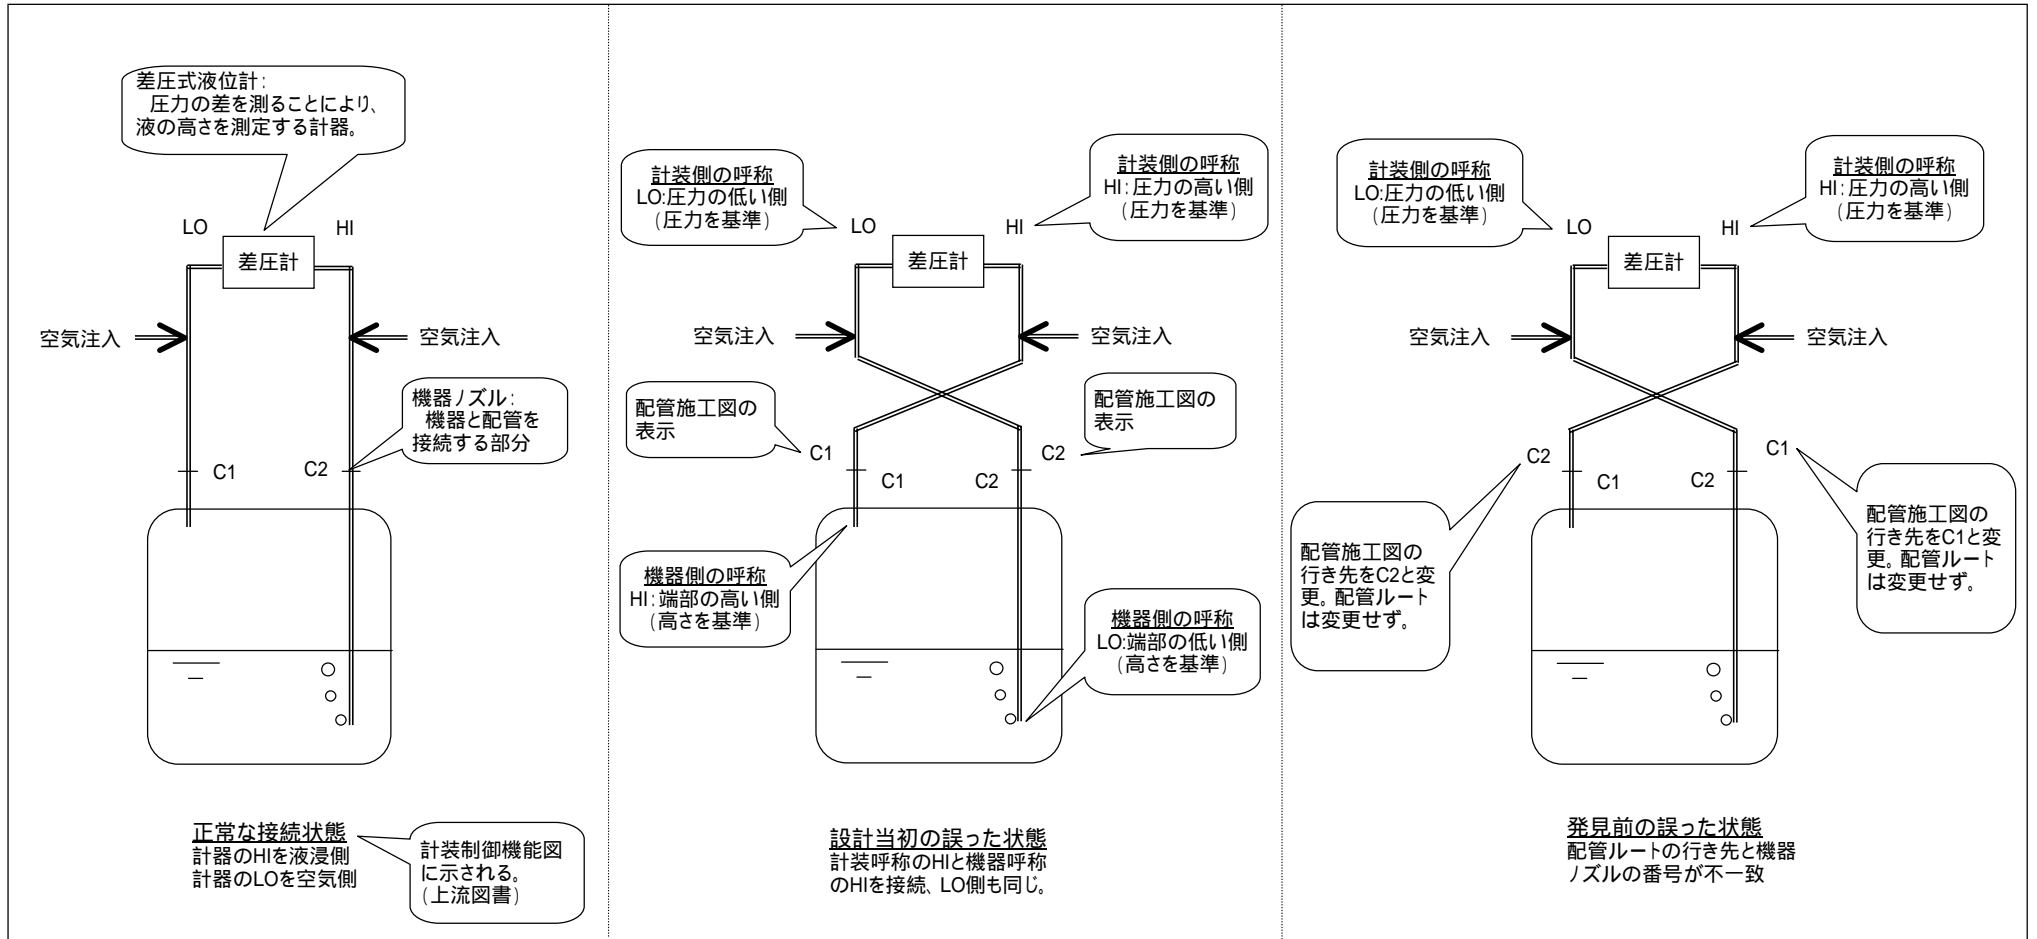 差圧式液位計:
圧力の差を測ることにより、
液の高さを測定する計器。
LO
HI
差圧計
空気注入
空気注入
機器ノズル:
機器と配管を
接続する部分
C1
C2
正常な接続状態
計器のHIを液浸側
計器のLOを空気側
計装制御機能図
に示される。
(上流図書)
計装側の呼称
LO:圧力の低い側
(圧力を基準)
計装側の呼称
HI:圧力の高い側
(圧力を基準)
LO
HI
差圧計
空気注入
空気注入
配管施工図の
表示
配管施工図の
表示
C1
C2
C1
C2
機器側の呼称
HI:端部の高い側
(高さを基準)
機器側の呼称
LO:端部の低い側
(高さを基準)
設計当初の誤った状態
計装呼称のHIと機器呼称
のHIを接続、LO側も同じ。
計装側の呼称
LO:圧力の低い側
(圧力を基準)
計装側の呼称
HI:圧力の高い側
(圧力を基準)
LO
HI
差圧計
空気注入
空気注入
C2
C1
C1
C2
配管施工図の
行き先をC2と変
更。配管ルート
は変更せず。
配管施工図の
行き先をC1と変
更。配管ルート
は変更せず。
発見前の誤った状態
配管ルートの行き先と機器
ノズルの番号が不一致